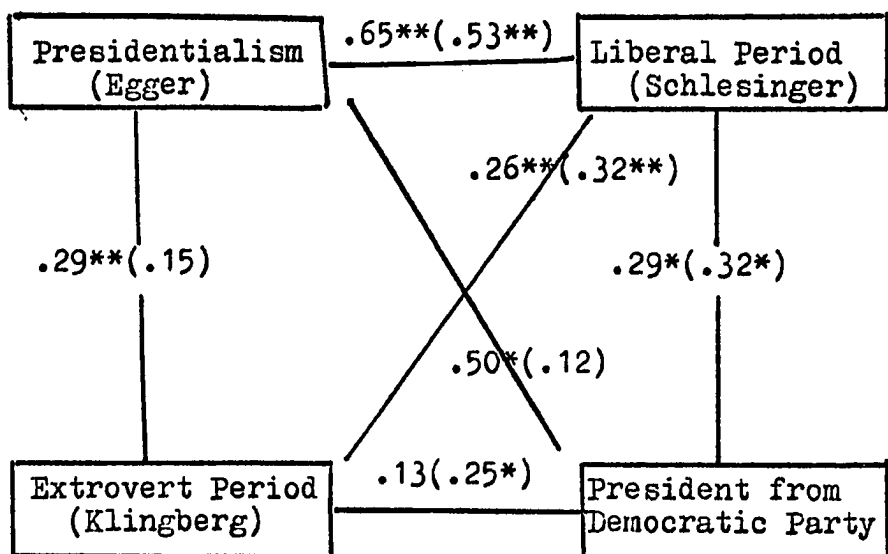 .65**(.53**)
Presidentialism
(Egger)
Liberal Period
(Schlesinger)
.26**(.32**)
.29**(.15)
.29*(.32*)
.50*(.12)
.13(.25*)
Extrovert Period
(Klingberg)
President from
Democratic Party